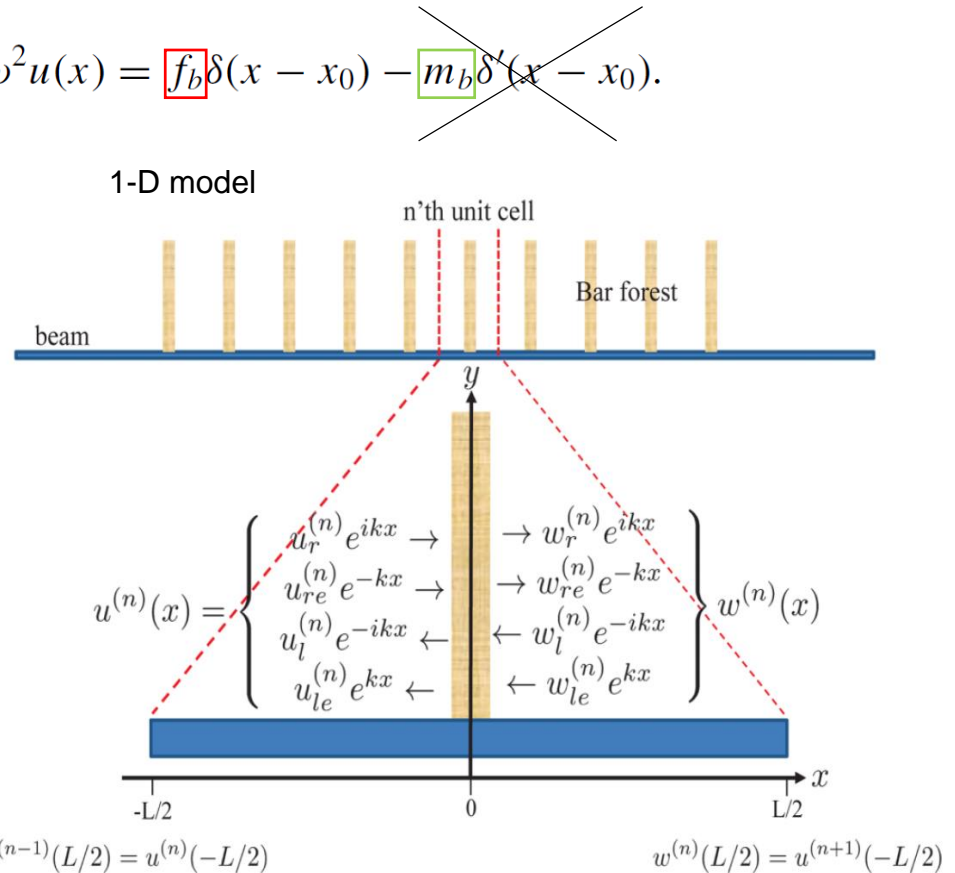 ²u(x) = f_bδ(x − x₀) − m_bδ′(x − x₀).
1-D model
n'th unit cell
Bar forest
beam
y
u_r^(n) e^{ikx} → → w_r^(n) e^{ikx}
u_re^(n) e^{−kx} → → w_re^(n) e^{−kx}
u^(n)(x) = { } w^(n)(x)
u_l^(n) e^{−ikx} ← ← w_l^(n) e^{−ikx}
u_le^(n) e^{kx} ← ← w_le^(n) e^{kx}
x
-L/2 0 L/2
(n−1)(L/2) = u^(n)(−L/2) w^(n)(L/2) = u^(n+1)(−L/2)